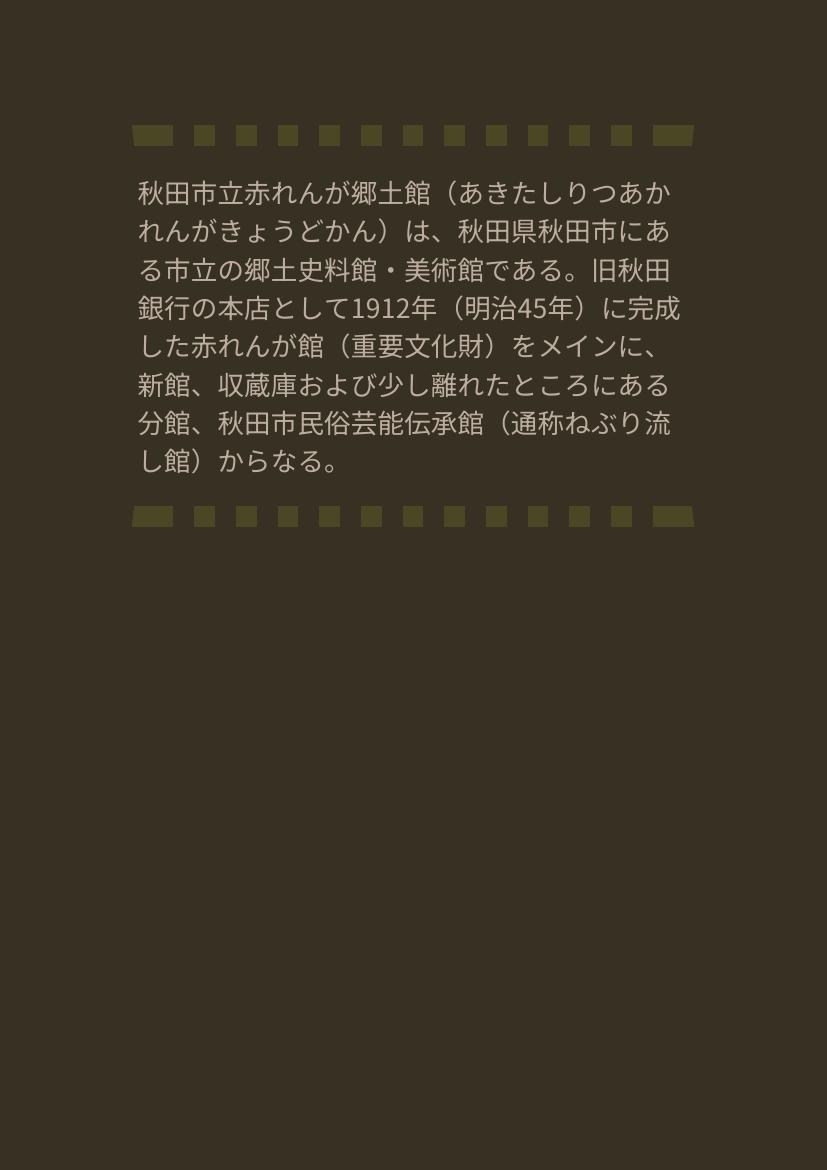 秋田市立赤れんが郷土館（あきたしりつあか
れんがきょうどかん）は、秋田県秋田市にあ
る市立の郷土史料館・美術館である。旧秋田
銀行の本店として1912年（明治45年）に完成
した赤れんが館（重要文化財）をメインに、
新館、収蔵庫および少し離れたところにある
分館、秋田市民俗芸能伝承館（通称ねぶり流
し館）からなる。